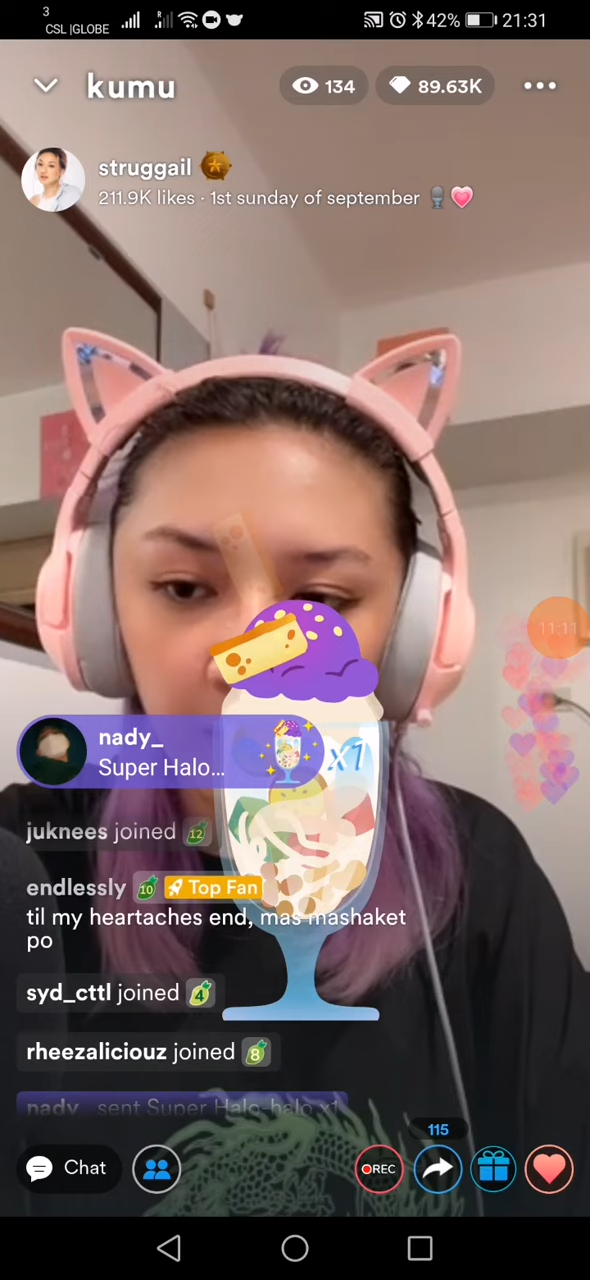 3
CSL |GLOBE
42%
21:31
kumu
134
89.63K
struggail
211.9K likes · 1st sunday of september
11:11
nady_
Super Halo...
x1
juknees joined 12
endlessly 10 Top Fan
til my heartaches end, mas mashaket
po
syd_cttl joined 4
rheezaliciouz joined 8
nady_ sent Super Halo-halo x1
115
Chat
REC